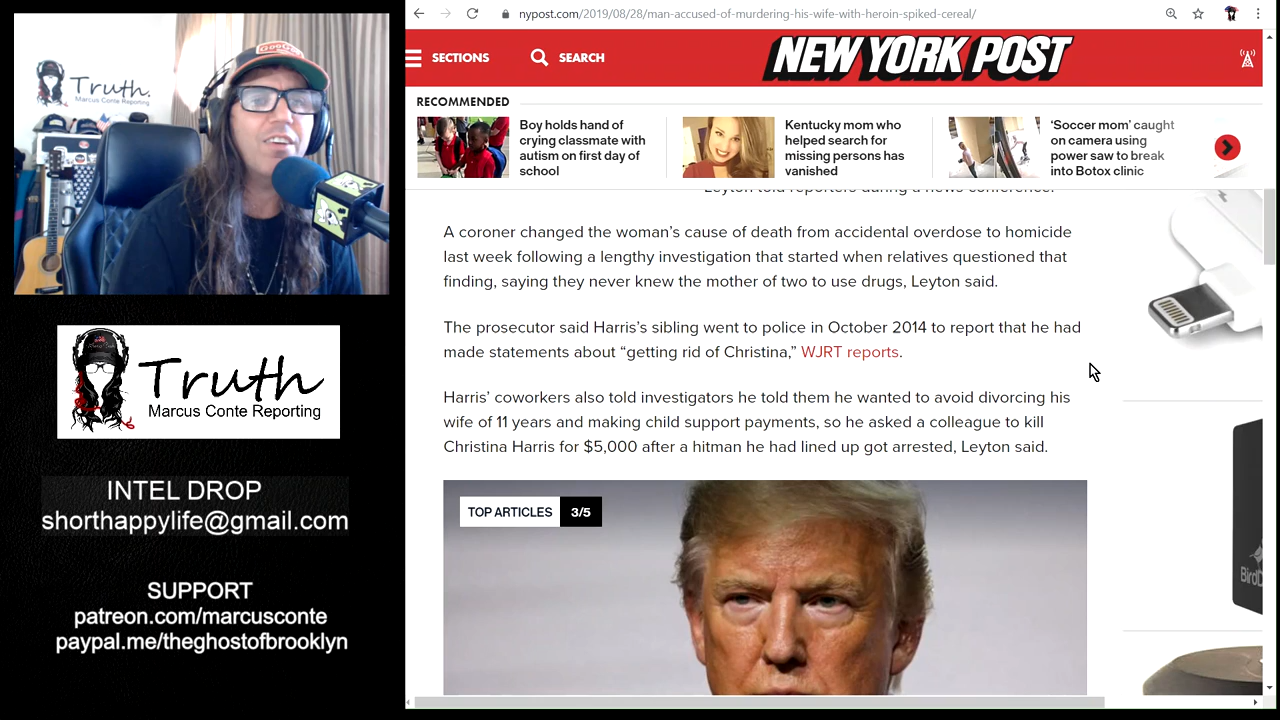 Truth.
Marcus Conte Reporting
Truth
Marcus Conte Reporting
INTEL DROP
shorthappylife@gmail.com
SUPPORT
patreon.com/marcusconte
paypal.me/theghostofbrooklyn
nypost.com/2019/08/28/man-accused-of-murdering-his-wife-with-heroin-spiked-cereal/
SECTIONS
SEARCH
NEW YORK POST
RECOMMENDED
Boy holds hand of
crying classmate with
autism on first day of
school
Kentucky mom who
helped search for
missing persons has
vanished
‘Soccer mom’ caught
on camera using
power saw to break
into Botox clinic
Leyton told reporters during a news conference.
A coroner changed the woman’s cause of death from accidental overdose to homicide
last week following a lengthy investigation that started when relatives questioned that
finding, saying they never knew the mother of two to use drugs, Leyton said.
The prosecutor said Harris’s sibling went to police in October 2014 to report that he had
made statements about “getting rid of Christina,” WJRT reports.
Harris’ coworkers also told investigators he told them he wanted to avoid divorcing his
wife of 11 years and making child support payments, so he asked a colleague to kill
Christina Harris for $5,000 after a hitman he had lined up got arrested, Leyton said.
TOP ARTICLES 3/5